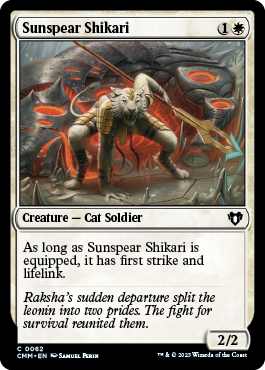 Sunspear Shikari 1
Creature — Cat Soldier
As long as Sunspear Shikari is
equipped, it has first strike and
lifelink.
Raksha's sudden departure split the
leonin into two prides. The fight for
survival reunited them.
2/2
C 0062
CMM • EN Samuel Perin
™ & © 2023 Wizards of the Coast